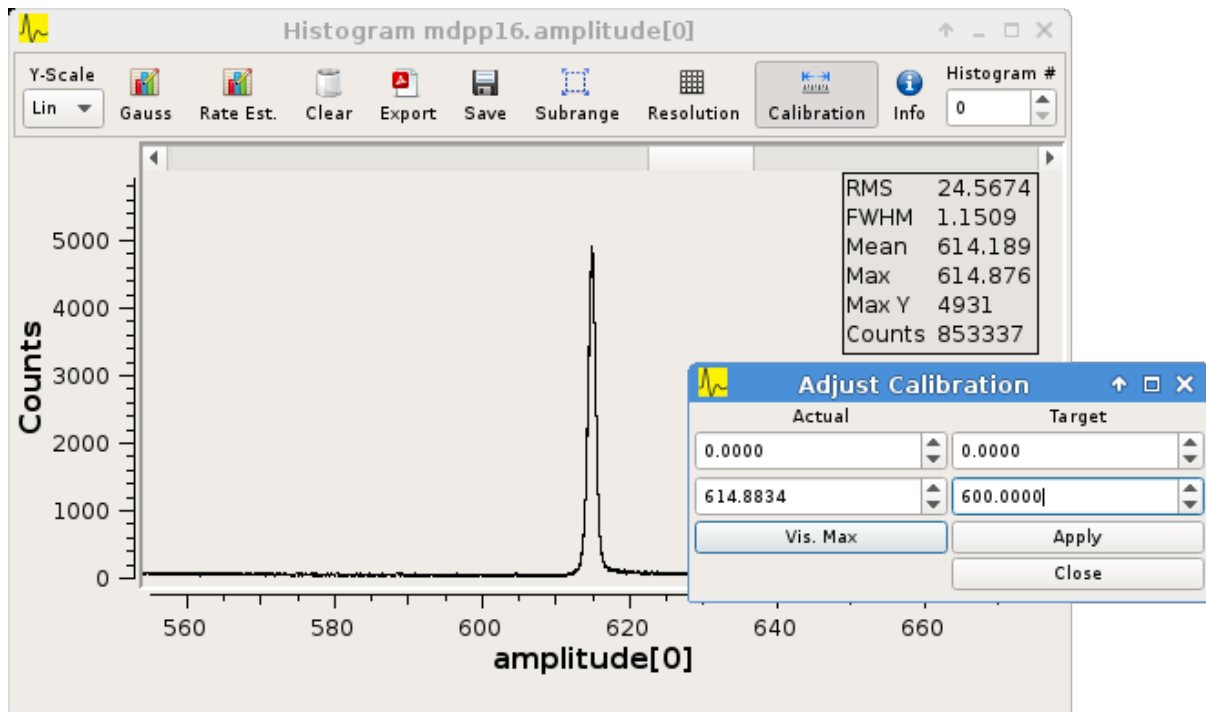 Histogram mdpp16.amplitude[0]
Y-Scale
Lin
Gauss
Rate Est.
Clear
Export
Save
Subrange
Resolution
Calibration
Info
Histogram #
0
RMS 24.5674
FWHM 1.1509
Mean 614.189
Max 614.876
Max Y 4931
Counts 853337
Counts
5000
4000
3000
2000
1000
0
560 580 600 620 640 660
amplitude[0]
Adjust Calibration
Actual Target
0.0000 0.0000
614.8834 600.0000
Vis. Max Apply
Close